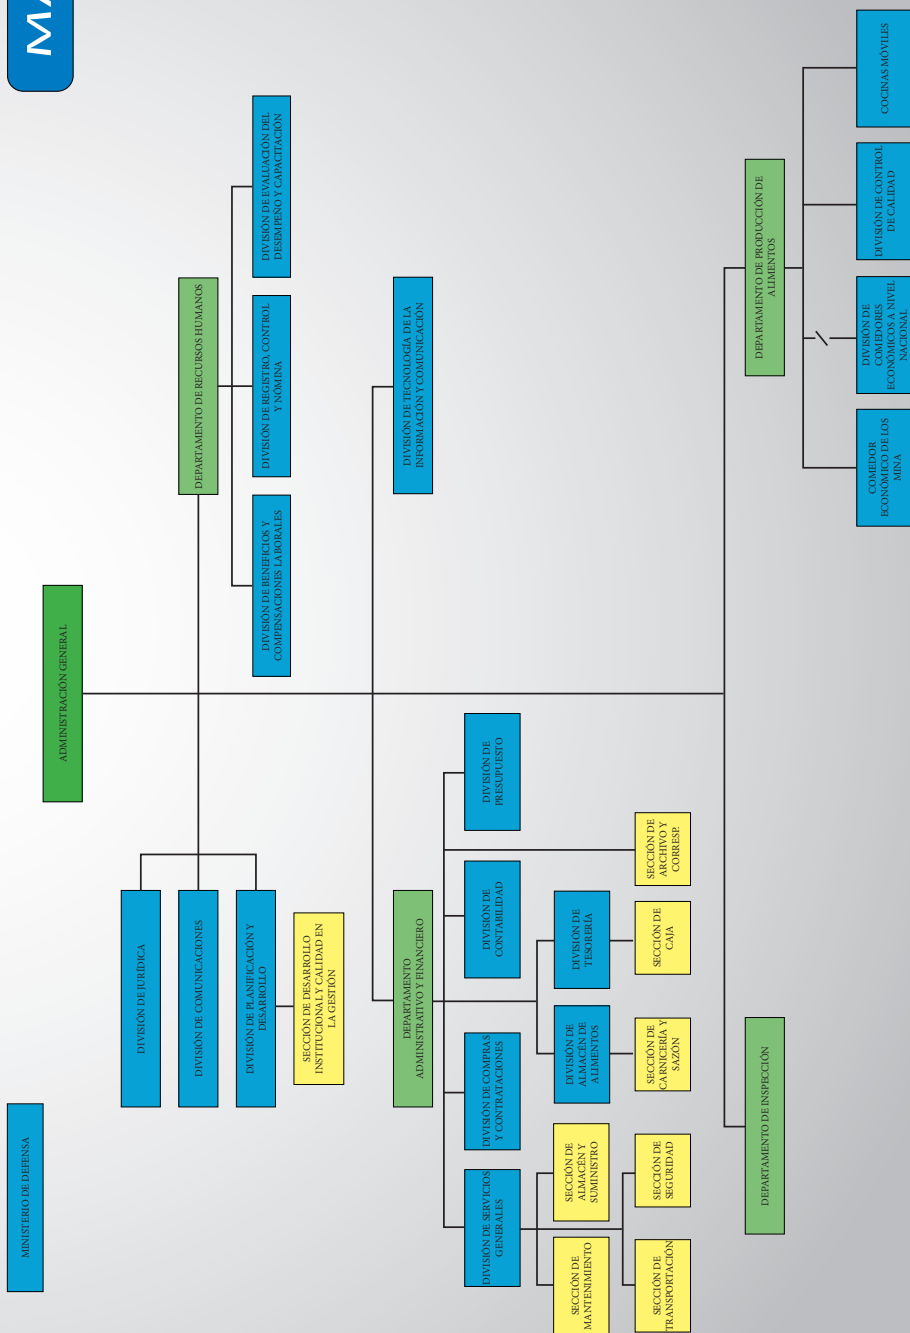 MA
MINISTERIO DE DEFENSA
ADMINISTRACIÓN GENERAL
DIVISIÓN DE JURÍDICA
DIVISIÓN DE COMUNICACIONES
DIVISIÓN DE PLANIFICACIÓN Y
DESARROLLO
SECCIÓN DE DESARROLLO
INSTITUCIONAL Y CALIDAD EN
LA GESTIÓN
DEPARTAMENTO DE RECURSOS HUMANOS
DIVISIÓN DE BENEFICIOS Y
COMPENSACIONES LABORALES
DIVISIÓN DE REGISTRO, CONTROL
Y NÓMINA
DIVISIÓN DE EVALUACIÓN DEL
DESEMPEÑO Y CAPACITACIÓN
DEPARTAMENTO
ADMINISTRATIVO Y FINANCIERO
DIVISIÓN DE TECNOLOGÍA DE LA
INFORMACIÓN Y COMUNICACIÓN
DIVISIÓN DE SERVICIOS
GENERALES
DIVISIÓN DE COMPRAS
Y CONTRATACIONES
DIVISIÓN DE
CONTABILIDAD
DIVISIÓN DE
PRESUPUESTO
SECCIÓN DE
MANTENIMIENTO
SECCIÓN DE
ALMACÉN Y
SUMINISTRO
DIVISIÓN DE
ALMACÉN DE
ALIMENTOS
DIVISIÓN DE
TESORERÍA
SECCIÓN DE
TRANSPORTACIÓN
SECCIÓN DE
SEGURIDAD
SECCIÓN DE
CARNICERÍA Y
SAZÓN
SECCIÓN DE
CAJA
SECCIÓN DE
ARCHIVO Y
CORRESP.
DEPARTAMENTO DE INSPECCIÓN
DEPARTAMENTO DE PRODUCCIÓN DE
ALIMENTOS
COMEDOR
ECONÓMICO DE LOS
MINA
DIVISIÓN DE
COMEDORES
ECONÓMICOS A NIVEL
NACIONAL
DIVISIÓN DE CONTROL
DE CALIDAD
COCINAS MÓVILES